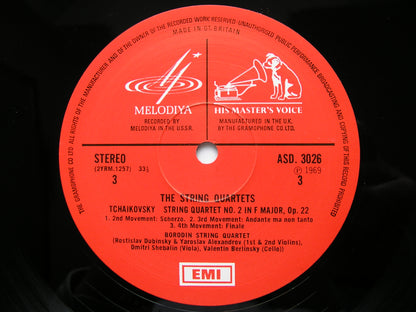 ALL RIGHTS OF THE MANUFACTURER AND OF THE OWNER OF THE RECORDED WORK RESERVED · UNAUTHORISED PUBLIC PERFORMANCE BROADCASTING AND COPYING OF THIS RECORD PROHIBITED
MADE IN GT. BRITAIN
MELODIYA
HIS MASTER'S VOICE
RECORDED BY
MELODIYA IN THE U.S.S.R.
MANUFACTURED IN THE U.K.
BY THE GRAMOPHONE CO LTD.
STEREO
(2YRM.1257) 33⅓
3
ASD. 3026
Ⓟ 1969
3
THE STRING QUARTETS
TCHAIKOVSKY STRING QUARTET NO. 2 IN F MAJOR, Op. 22
1. 2nd Movement: Scherzo. 2. 3rd Movement: Andante ma non tanto
3. 4th Movement: Finale
BORODIN STRING QUARTET
(Rostislav Dubinsky & Yaroslav Alexandrov (1st & 2nd Violins),
Dmitri Shebalin (Viola), Valentin Berlinsky (Cello))
EMI